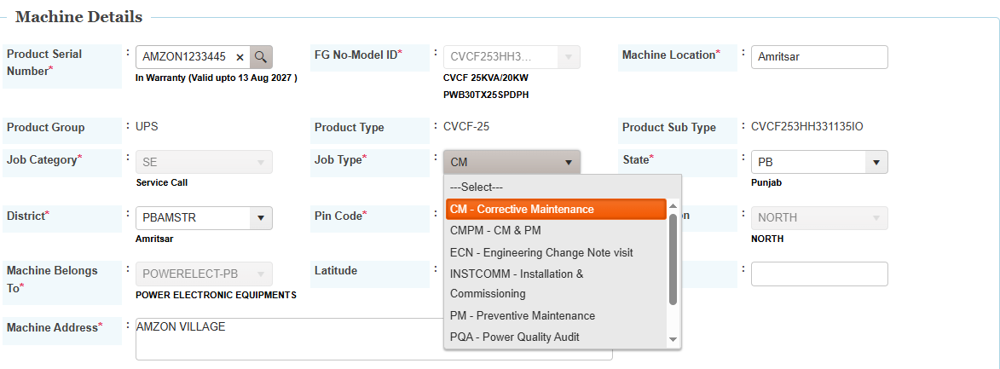 Machine Details
Product Serial Number* : AMZON1233445 ×
In Warranty (Valid upto 13 Aug 2027 )
FG No-Model ID* : CVCF253HH3...
CVCF 25KVA/20KW
PWB30TX25SPDPH
Machine Location* : Amritsar
Product Group : UPS
Product Type : CVCF-25
Product Sub Type : CVCF253HH331135IO
Job Category* : SE
Service Call
Job Type* : CM
State* : PB
Punjab
---Select---
CM - Corrective Maintenance
CMPM - CM & PM
ECN - Engineering Change Note visit
INSTCOMM - Installation &
Commissioning
PM - Preventive Maintenance
PQA - Power Quality Audit
District* : PBAMSTR
Amritsar
Pin Code* :
: NORTH
NORTH
Machine Belongs
To* : POWERELECT-PB
POWER ELECTRONIC EQUIPMENTS
Latitude :
:
Machine Address* : AMZON VILLAGE